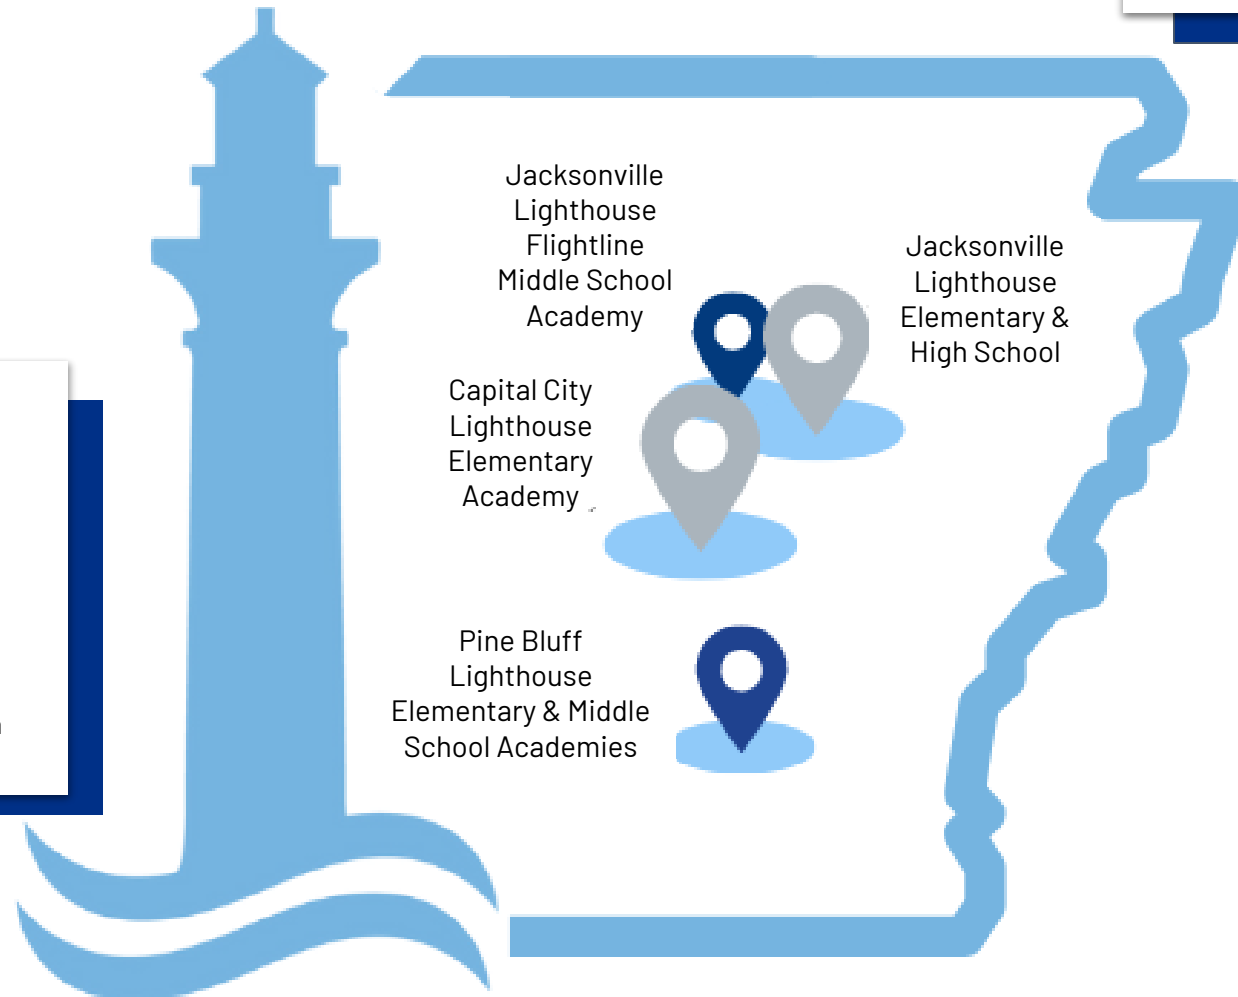 Jacksonville
Lighthouse
Flightline
Middle School
Academy
Jacksonville
Lighthouse
Elementary &
High School
Capital City
Lighthouse
Elementary
Academy
Pine Bluff
Lighthouse
Elementary & Middle
School Academies